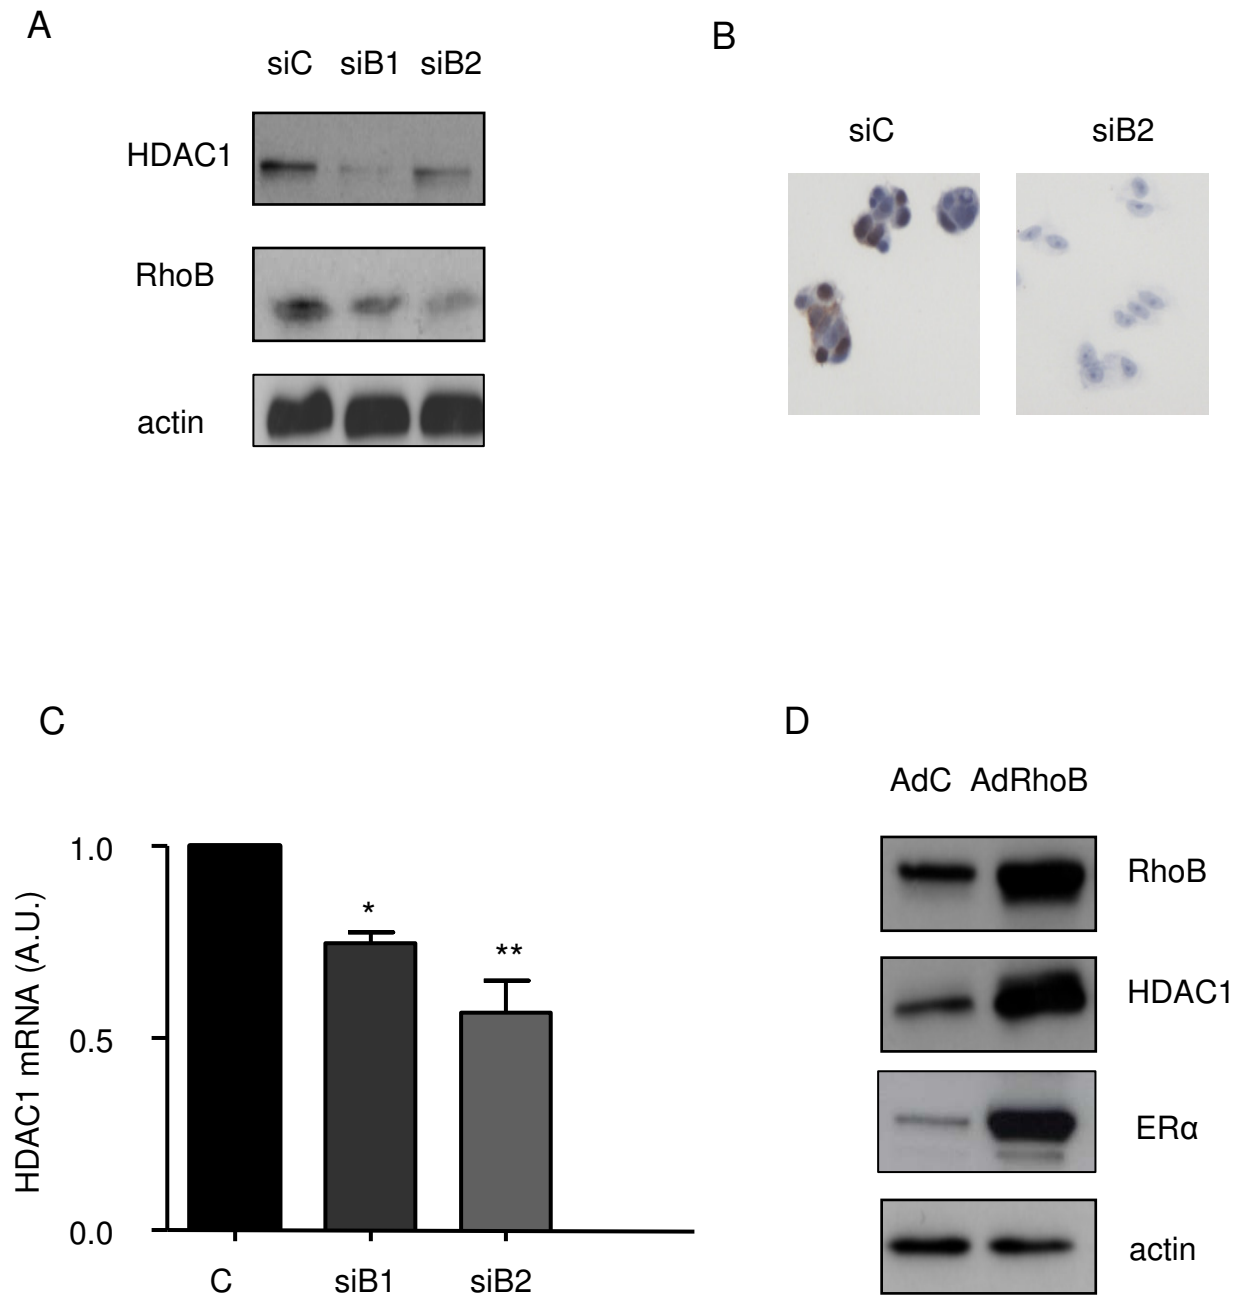 A
siC siB1 siB2
HDAC1
RhoB
actin
B
siC siB2
C
HDAC1 mRNA (A.U.)
1.0
0.5
0.0
*
**
C siB1 siB2
D
AdC AdRhoB
RhoB
HDAC1
ERα
actin